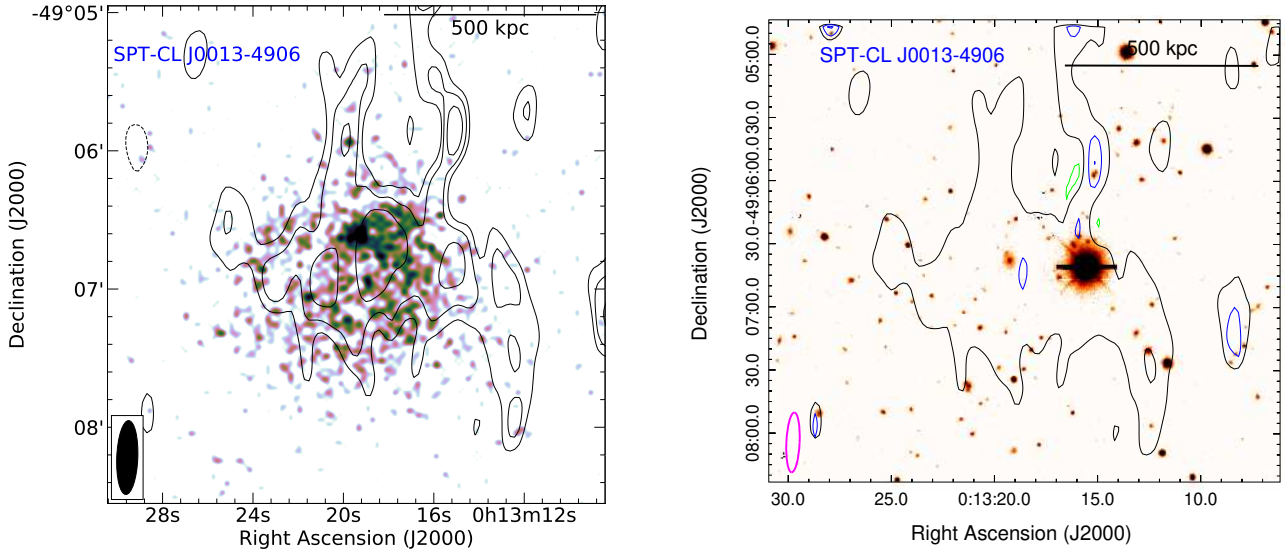 -49°05'
500 kpc
SPT-CL J0013-4906
06'
07'
08'
Declination (J2000)
28s
24s
20s
16s
0h13m12s
Right Ascension (J2000)
500 kpc
SPT-CL J0013-4906
05:00.0
30.0
-49:06:00.0
30.0
07:00.0
30.0
08:00.0
Declination (J2000)
30.0
25.0
0:13:20.0
15.0
10.0
Right Ascension (J2000)